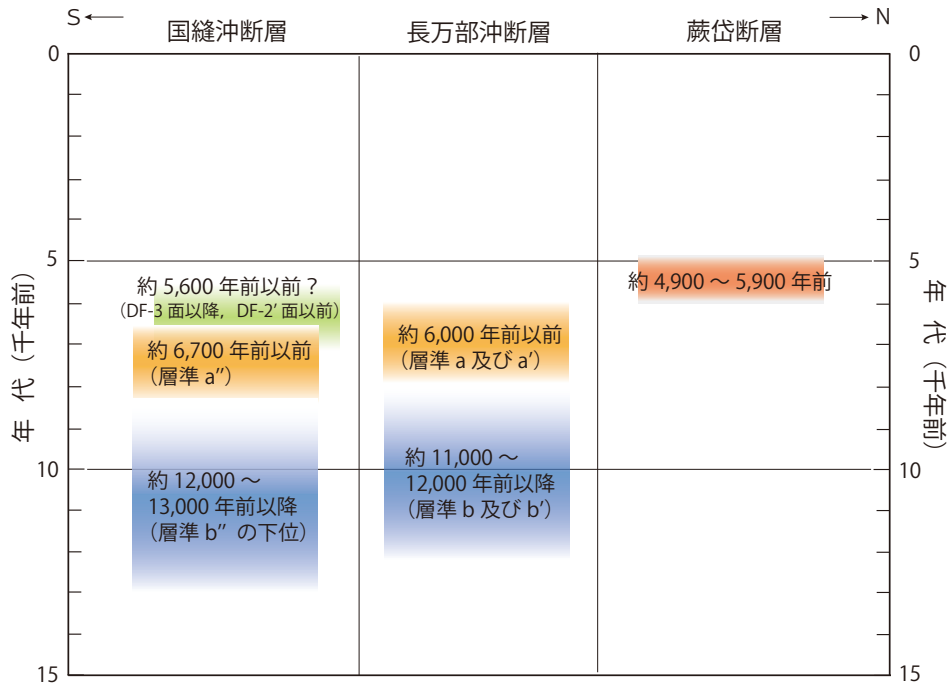 S
N
国縫沖断層
長万部沖断層
蕨岱断層
0
5
10
15
年 代（千年前）
約 5,600 年前以前？
（DF-3 面以降， DF-2′ 面以前）
約 6,700 年前以前
（層準 a″）
約 12,000 ～
13,000 年前以降
（層準 b″ の下位）
約 6,000 年前以前
（層準 a 及び a′）
約 11,000 ～
12,000 年前以降
（層準 b 及び b′）
約 4,900 ～ 5,900 年前
0
5
10
15
年 代（千年前）